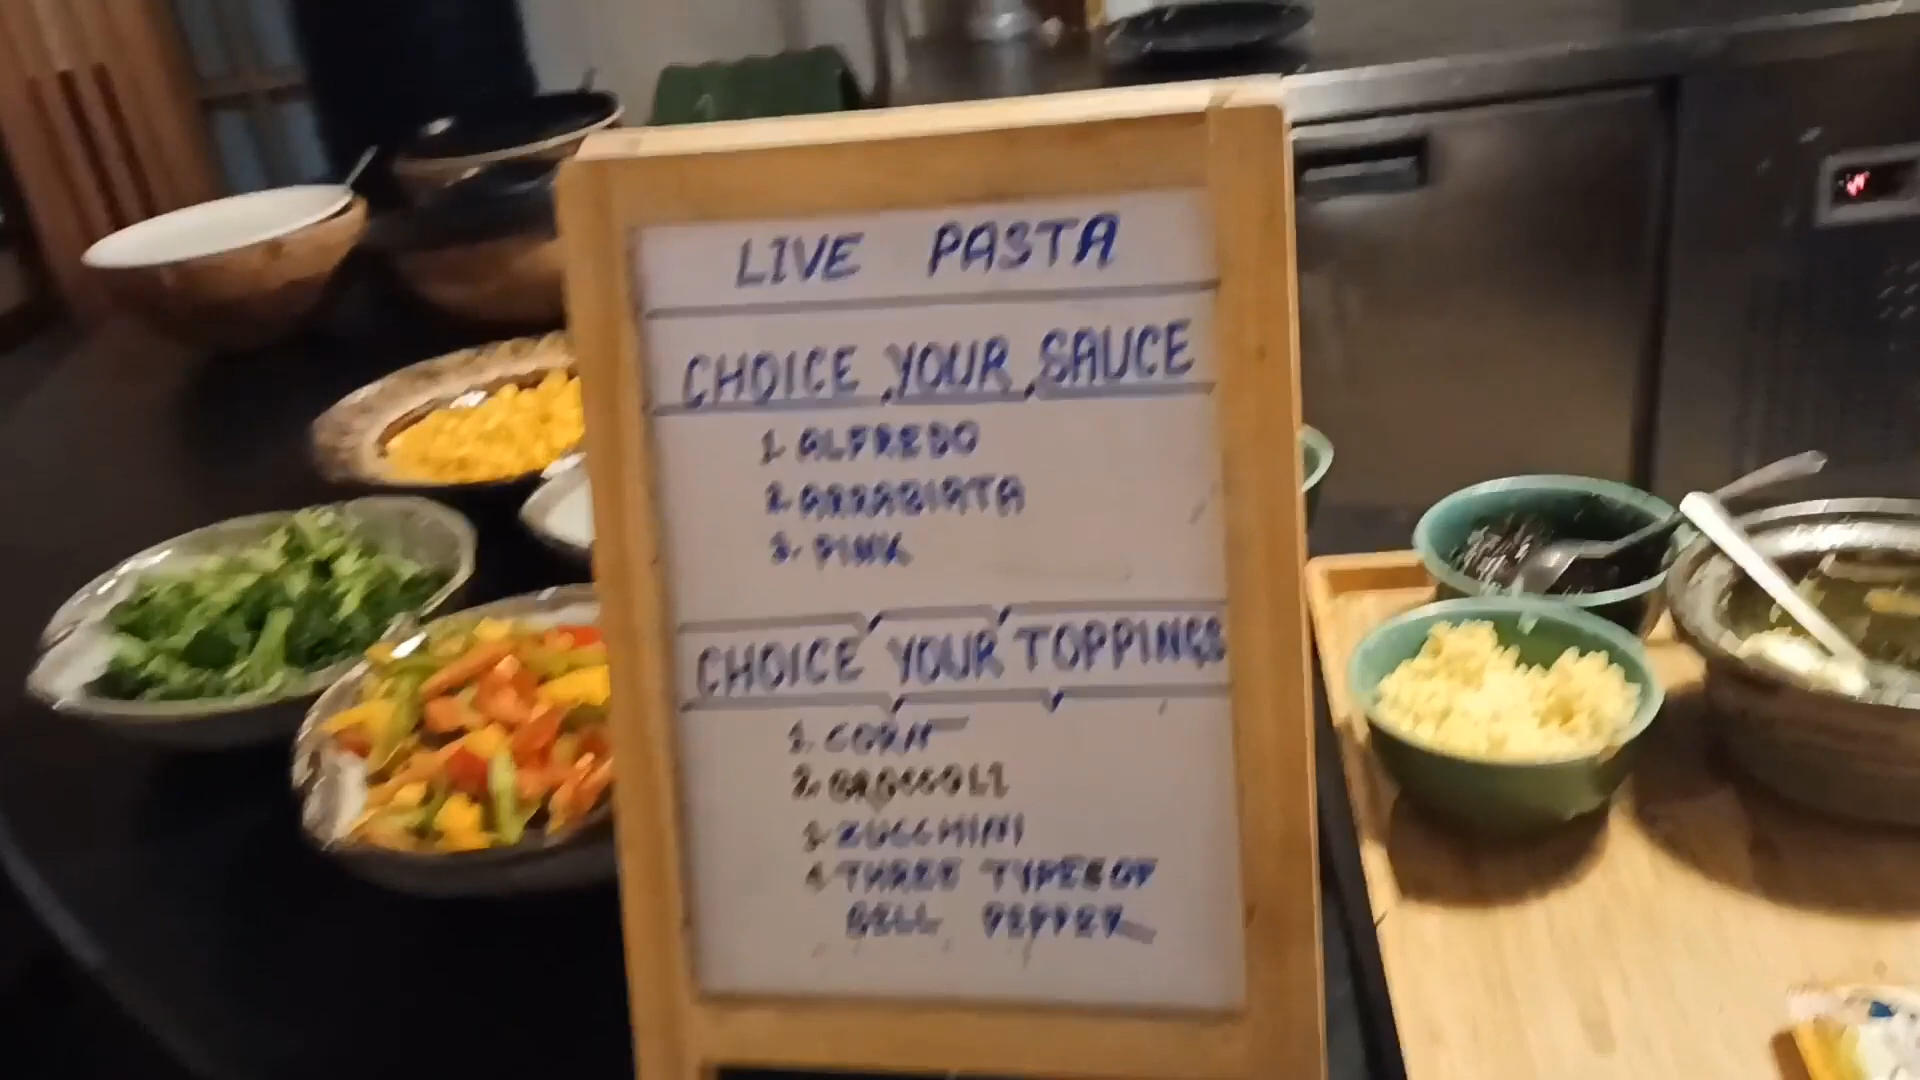 LIVE PASTA
CHOICE YOUR SAUCE
1. ALFREDO
2. ARRABIATA
3. PINK
CHOICE YOUR TOPPINGS
1. CORN
2. BROCCOLI
3. ZUCCHINI
4. THREE TYPES OF
BELL PEPPER